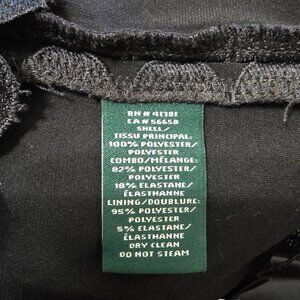 RN # 41381
CA # 56650
SHELL/
TISSU PRINCIPAL:
100% POLYESTER/
POLYESTER
COMBO/MÉLANGE:
82% POLYESTER/
POLYESTER
18% ELASTANE/
ÉLASTHANNE
LINING/DOUBLURE:
95% POLYESTER/
POLYESTER
5% ELASTANE/
ÉLASTHANNE
DRY CLEAN
DO NOT STEAM